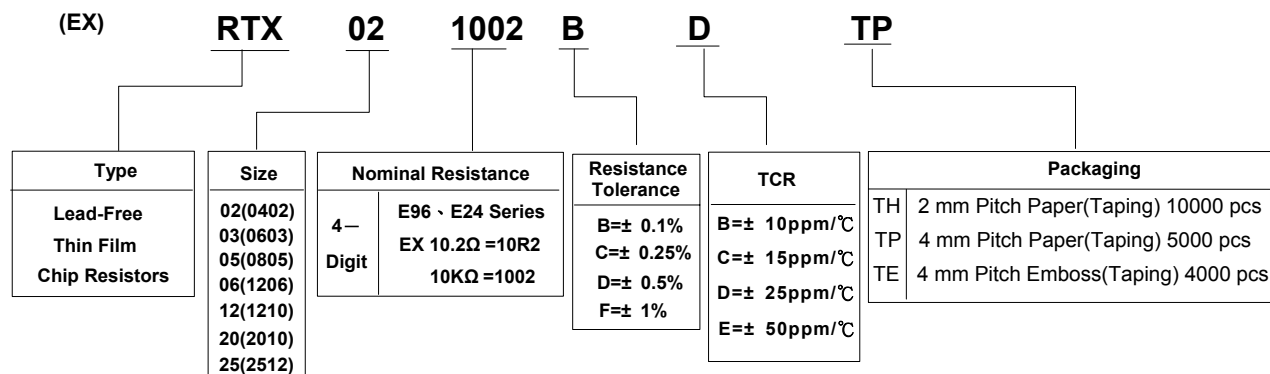 (EX) RTX 02 1002 B D TP
Type
Lead-Free
Thin Film
Chip Resistors
Size
02(0402)
03(0603)
05(0805)
06(1206)
12(1210)
20(2010)
25(2512)
Nominal Resistance
4－
Digit
E96、E24 Series
EX 10.2Ω =10R2
10KΩ =1002
Resistance
Tolerance
B=± 0.1%
C=± 0.25%
D=± 0.5%
F=± 1%
TCR
B=± 10ppm/℃
C=± 15ppm/℃
D=± 25ppm/℃
E=± 50ppm/℃
Packaging
TH 2 mm Pitch Paper(Taping) 10000 pcs
TP 4 mm Pitch Paper(Taping) 5000 pcs
TE 4 mm Pitch Emboss(Taping) 4000 pcs